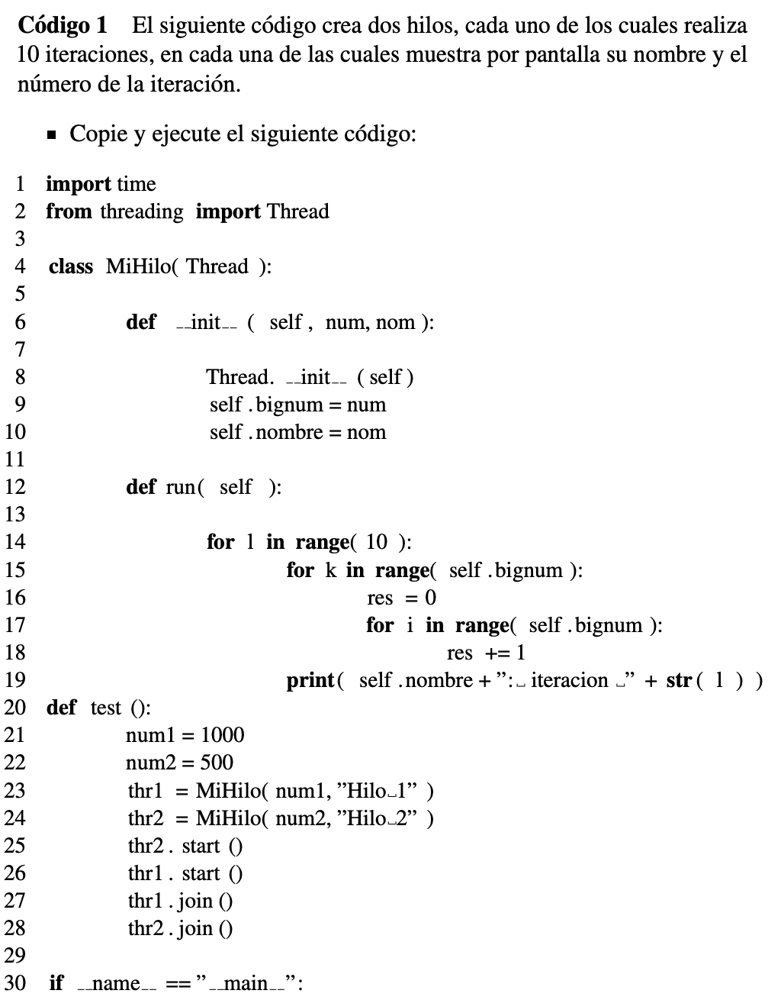 Código 1 El siguiente código crea dos hilos, cada uno de los cuales realiza
10 iteraciones, en cada una de las cuales muestra por pantalla su nombre y el
número de la iteración.
▪ Copie y ejecute el siguiente código:
1 import time
2 from threading import Thread
3
4 class MiHilo( Thread ):
5
6 def __init__ ( self , num, nom ):
7
8 Thread. __init__ ( self )
9 self .bignum = num
10 self .nombre = nom
11
12 def run( self ):
13
14 for l in range( 10 ):
15 for k in range( self .bignum ):
16 res = 0
17 for i in range( self .bignum ):
18 res += 1
19 print( self .nombre + ”:␣ iteracion ␣” + str( l ) )
20 def test ():
21 num1 = 1000
22 num2 = 500
23 thr1 = MiHilo( num1, ”Hilo␣1” )
24 thr2 = MiHilo( num2, ”Hilo␣2” )
25 thr2 . start ()
26 thr1 . start ()
27 thr1 . join ()
28 thr2 . join ()
29
30 if __name__ == ”__main__”: